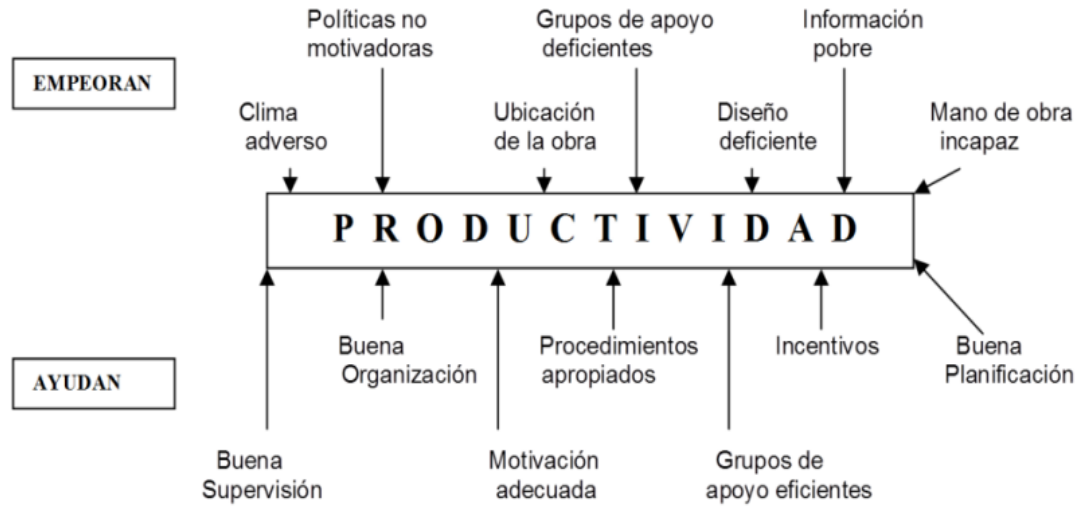 Políticas no
motivadoras
Grupos de apoyo
deficientes
Información
pobre
EMPEORAN
Clima
adverso
Ubicación
de la obra
Diseño
deficiente
Mano de obra
incapaz
PRODUCTIVIDAD
Buena
Organización
Procedimientos
apropiados
Incentivos
Buena
Planificación
AYUDAN
Buena
Supervisión
Motivación
adecuada
Grupos de
apoyo eficientes